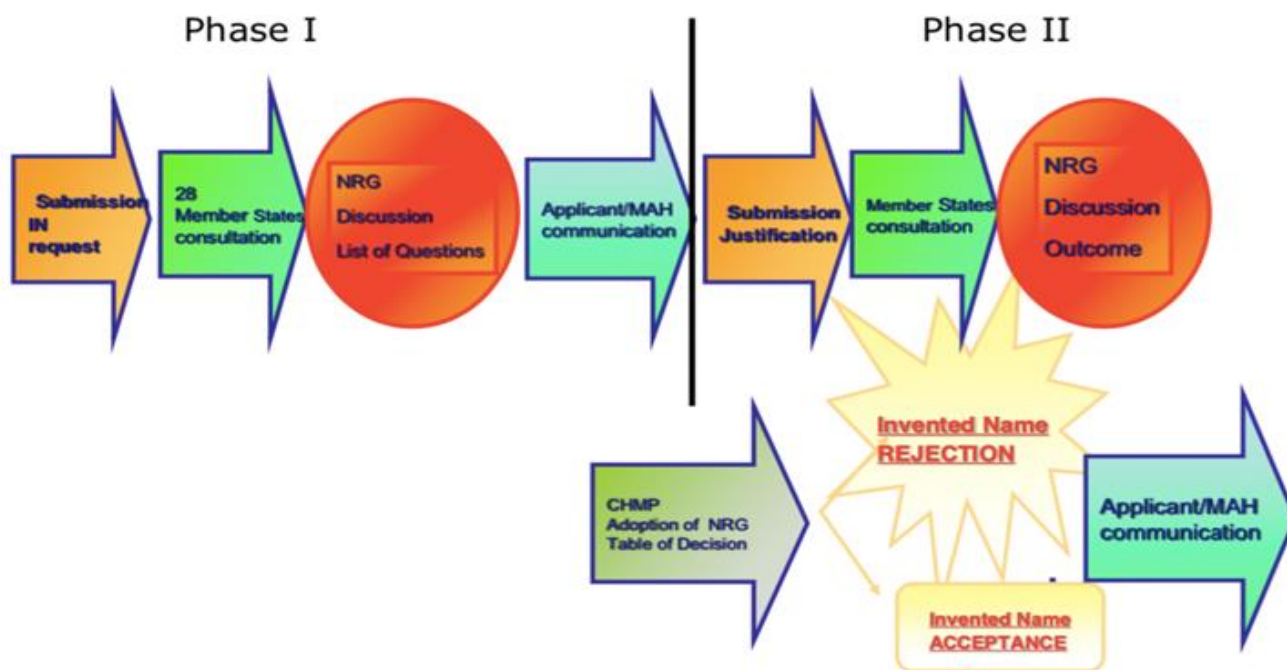 Phase I
Phase II
Submission
IN
request
28
Member States
consultation
NRG
Discussion
List of Questions
Applicant/MAH
communication
Submission
Justification
Member States
consultation
NRG
Discussion
Outcome
CHMP
Adoption of NRG
Table of Decision
Invented Name
REJECTION
Invented Name
ACCEPTANCE
Applicant/MAH
communication